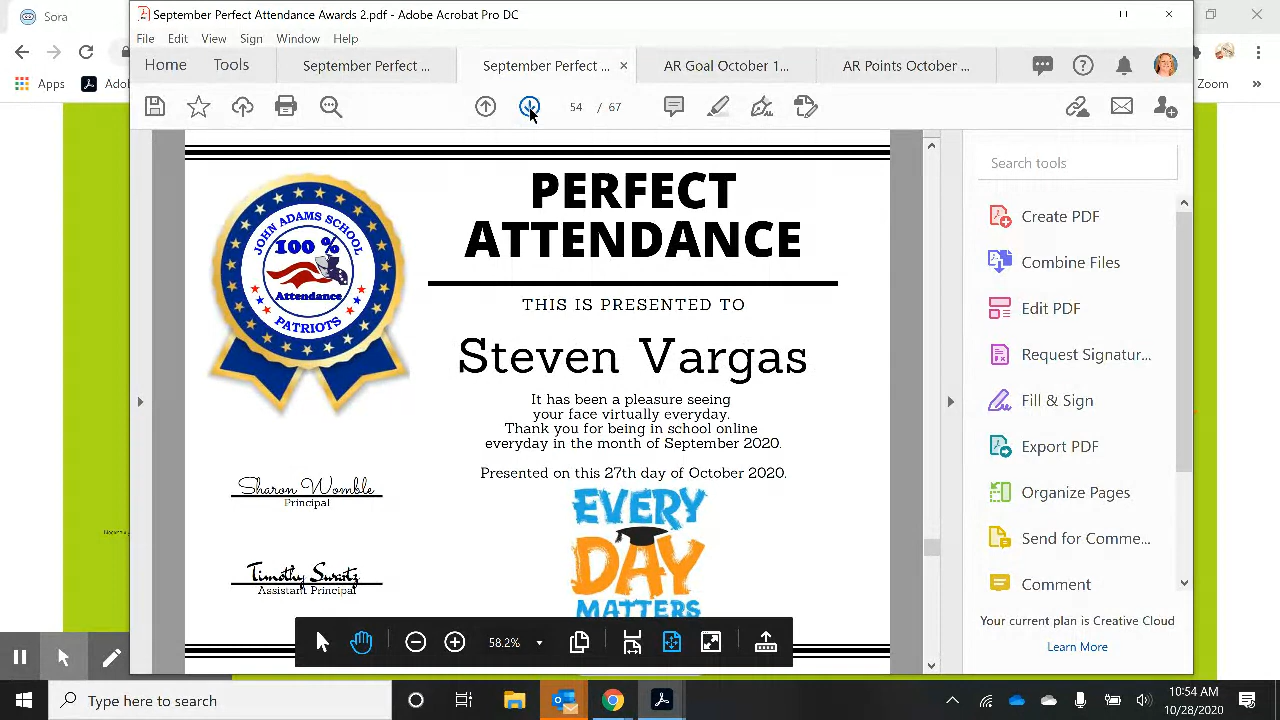 Sora
September Perfect Attendance Awards 2.pdf - Adobe Acrobat Pro DC
File Edit View Sign Window Help
Home Tools September Perfect ... September Perfect ... × AR Goal October 1... AR Points October ...
Apps
Zoom »
54 / 67
PERFECT
ATTENDANCE
JOHN ADAMS SCHOOL
100 %
Attendance
PATRIOTS
THIS IS PRESENTED TO
Steven Vargas
It has been a pleasure seeing
your face virtually everyday.
Thank you for being in school online
everyday in the month of September 2020.
Presented on this 27th day of October 2020.
Sharon Womble
Principal
Timothy Swartz
Assistant Principal
EVERY
DAY
MATTERS
58.2%
Search tools
Create PDF
Combine Files
Edit PDF
Request Signatur...
Fill & Sign
Export PDF
Organize Pages
Send for Comme...
Comment
Your current plan is Creative Cloud
Learn More
Type here to search
10:54 AM
10/28/2020